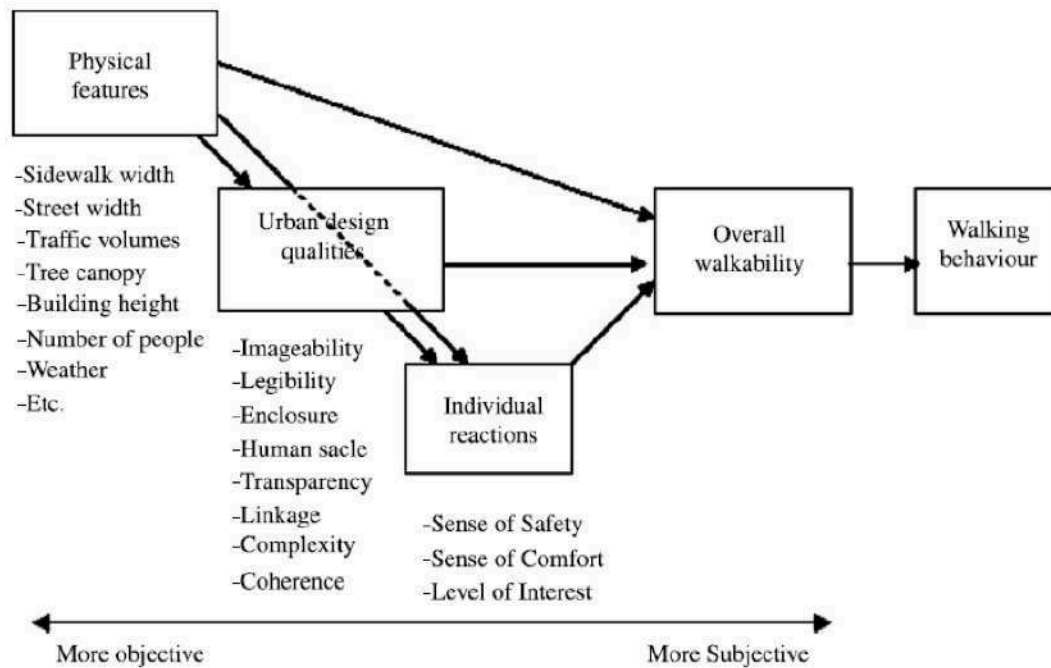 Physical
features
-Sidewalk width
-Street width
-Traffic volumes
-Tree canopy
-Building height
-Number of people
-Weather
-Etc.
Urban design
qualities
-Imageability
-Legibility
-Enclosure
-Human sacle
-Transparency
-Linkage
-Complexity
-Coherence
Individual
reactions
-Sense of Safety
-Sense of Comfort
-Level of Interest
Overall
walkability
Walking
behaviour
More objective
More Subjective